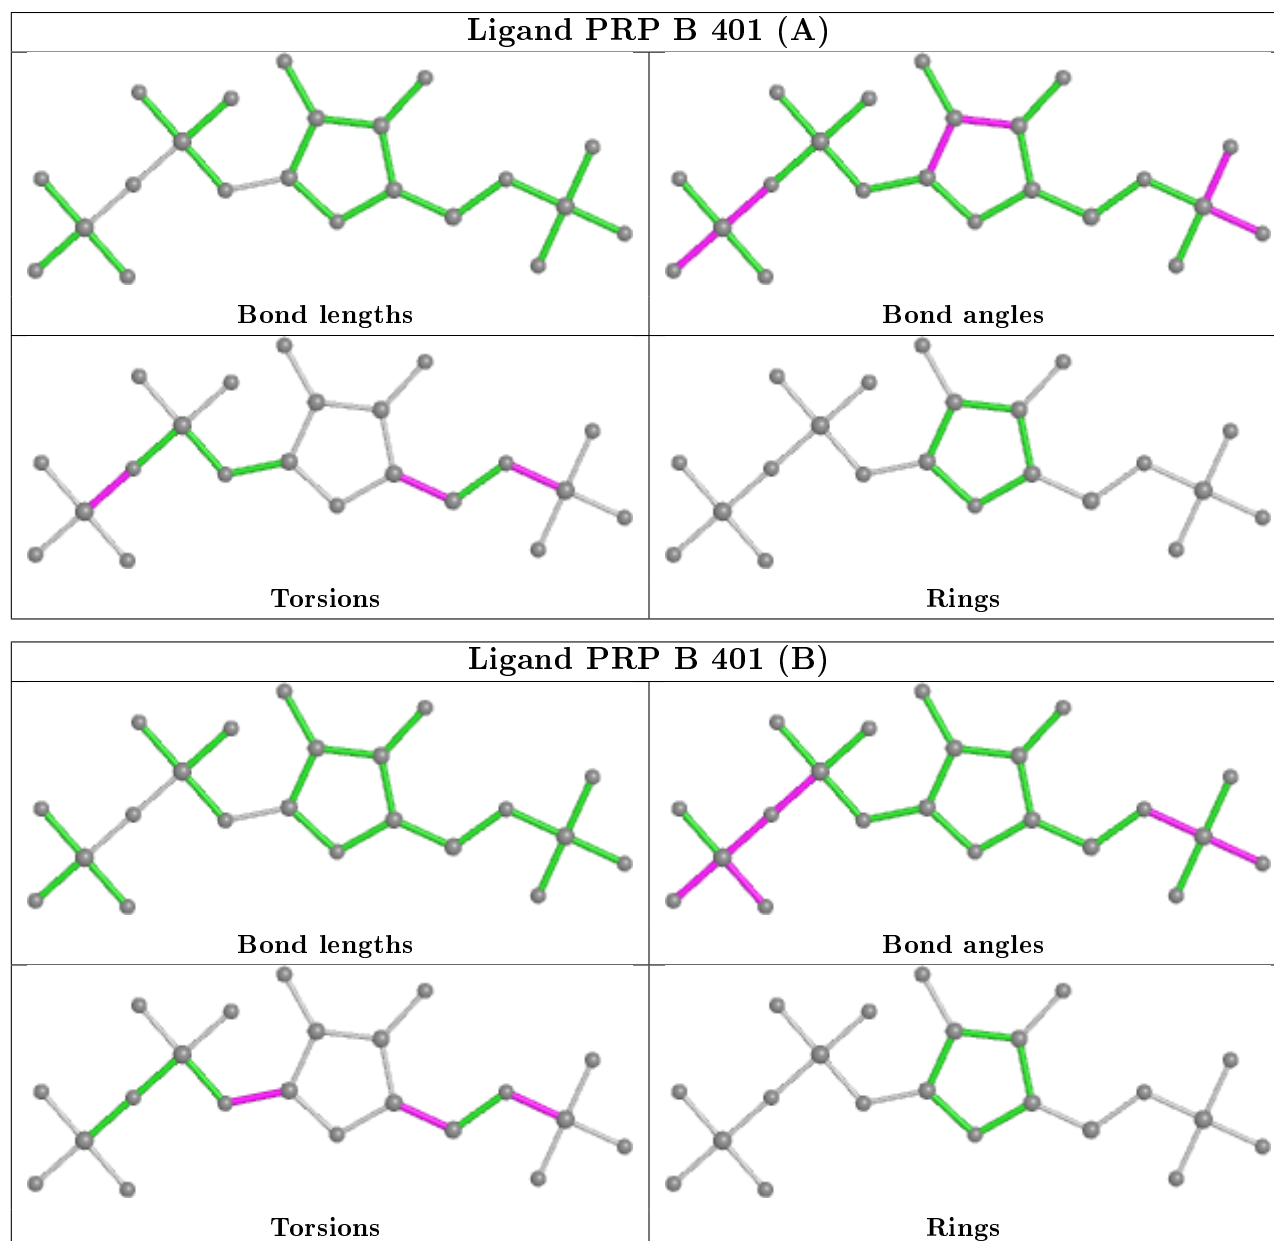 Ligand PRP B 401 (A)
Bond lengths
Bond angles
Torsions
Rings
Ligand PRP B 401 (B)
Bond lengths
Bond angles
Torsions
Rings